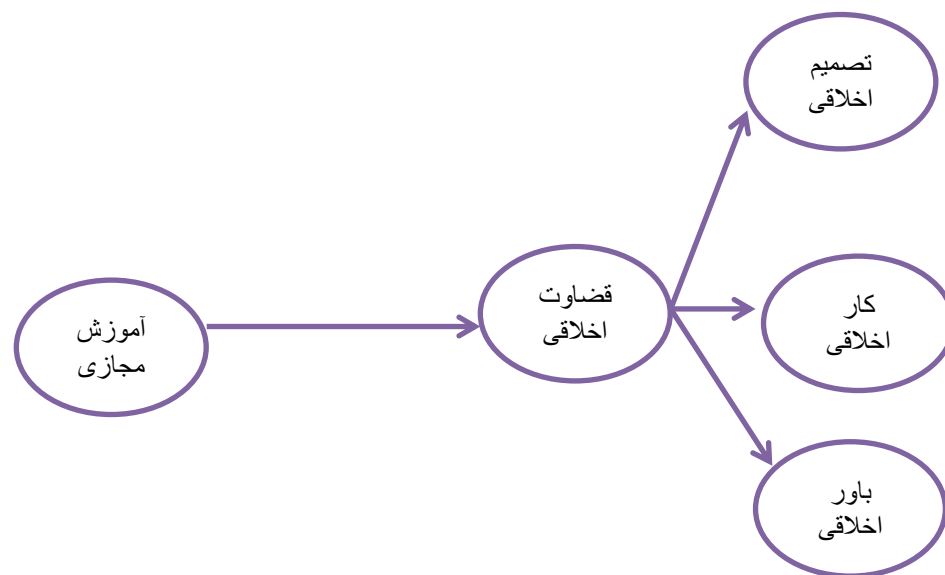 تصمیم
اخلاقی
قضاوت
اخلاقی
کار
اخلاقی
آموزش
مجازی
باور
اخلاقی